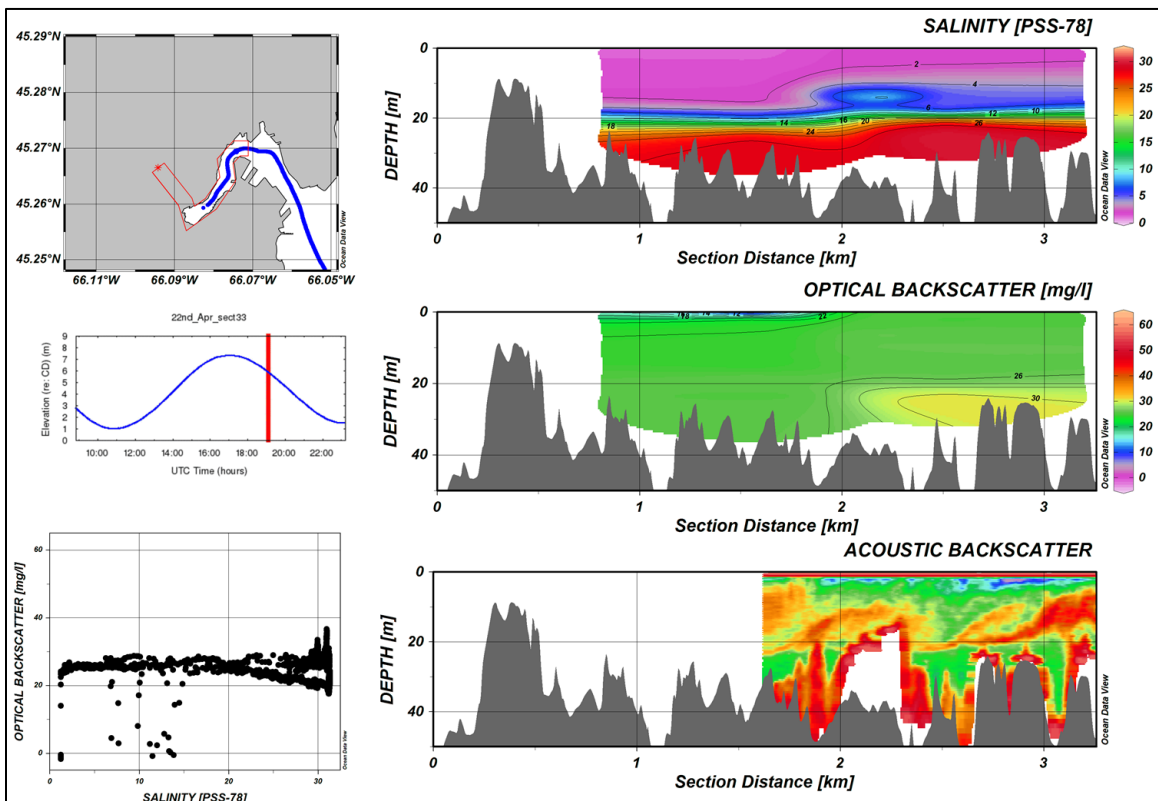 45.29°N
45.28°N
45.27°N
45.26°N
45.25°N
66.11°W 66.09°W 66.07°W 66.05°W
Ocean Data View
22nd_Apr_sect33
Elevation (re: CD) (m)
9
8
7
6
5
4
3
2
1
0
10:00 12:00 14:00 16:00 18:00 20:00 22:00
UTC Time (hours)
OPTICAL BACKSCATTER [mg/l]
60
40
20
0
0 10 20 30
SALINITY [PSS-78]
Ocean Data View
SALINITY [PSS-78]
DEPTH [m]
0
20
40
2
4
6
10
12
14
16
18
20
24
26
0 1 2 3
Section Distance [km]
Ocean Data View
30
25
20
15
10
5
0
OPTICAL BACKSCATTER [mg/l]
DEPTH [m]
0
20
40
22
26
30
0 1 2 3
Section Distance [km]
Ocean Data View
60
50
40
30
20
10
0
ACOUSTIC BACKSCATTER
DEPTH [m]
0
20
40
0 1 2 3
Section Distance [km]
Ocean Data View